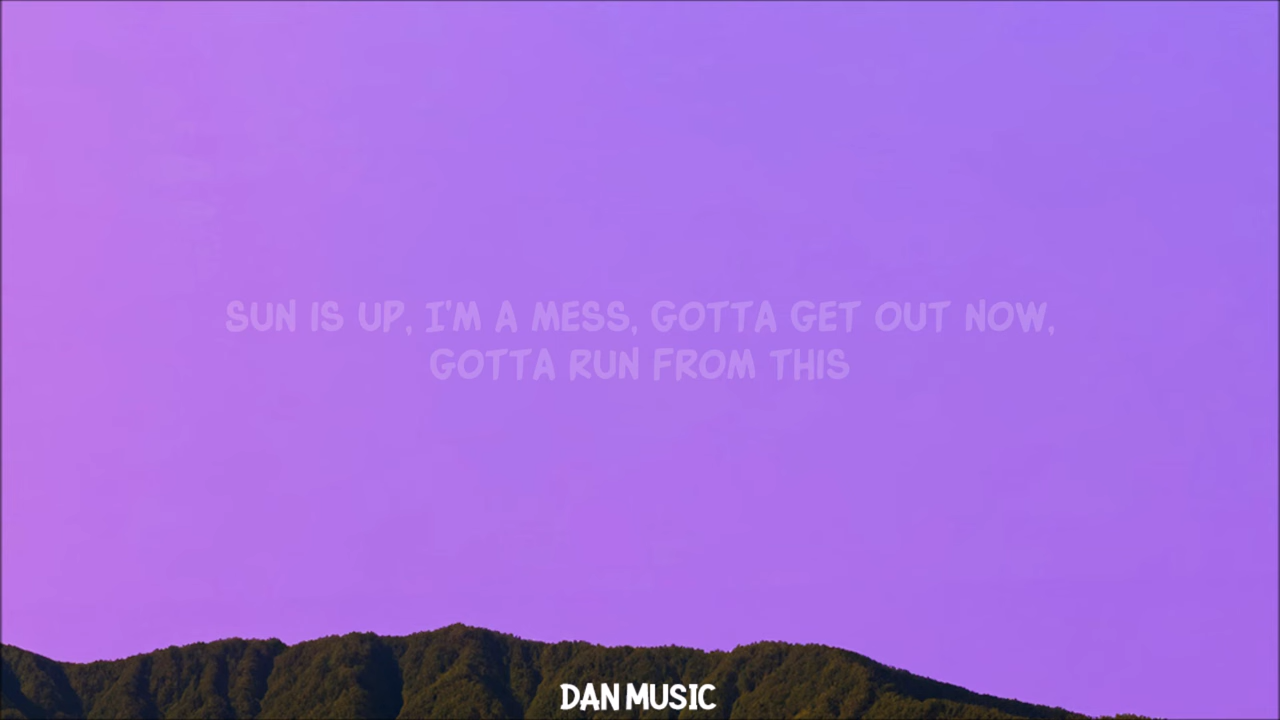 SUN IS UP, I'M A MESS, GOTTA GET OUT NOW,
GOTTA RUN FROM THIS
DAN MUSIC